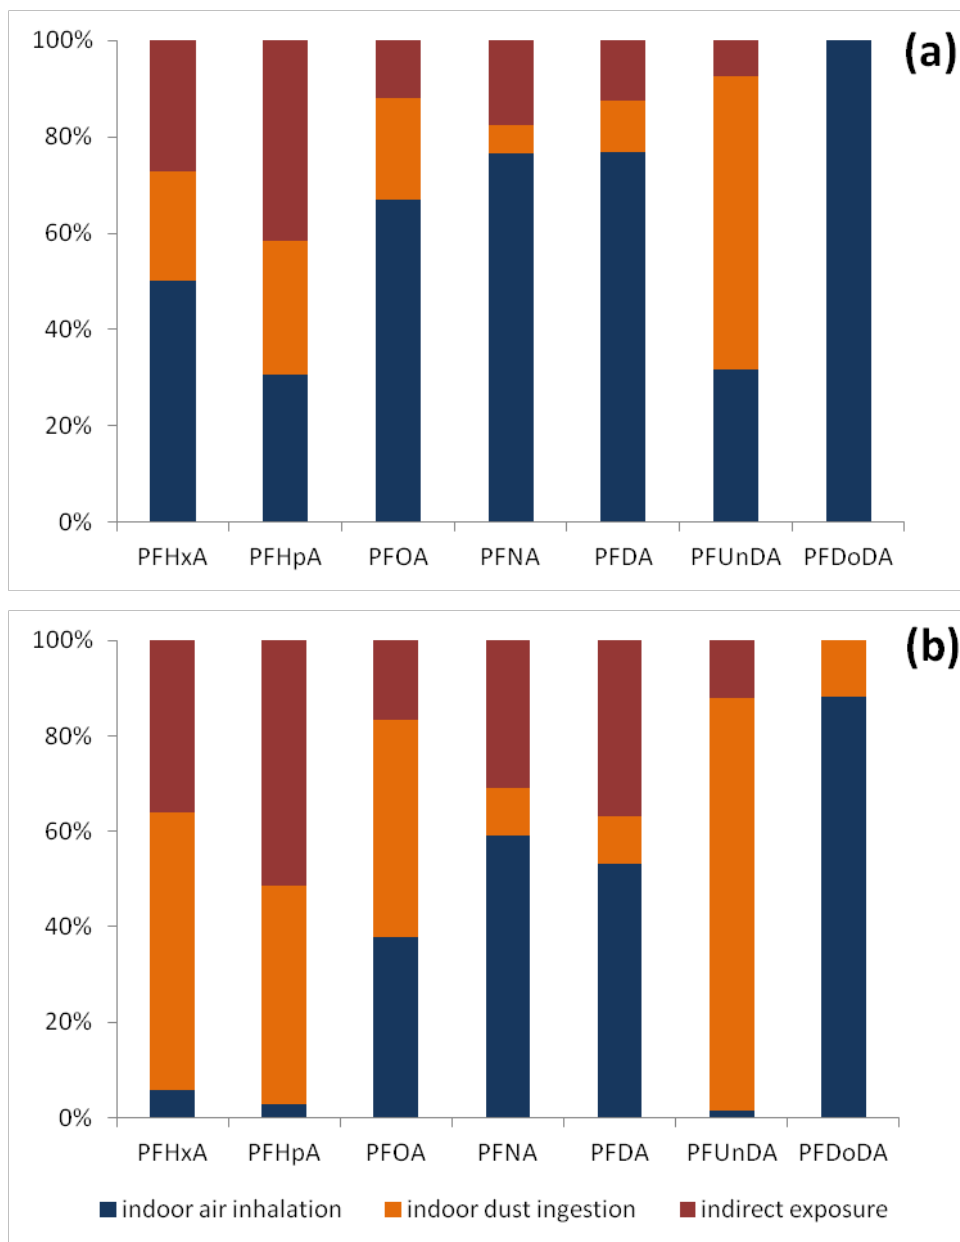 (a)
100%
80%
60%
40%
20%
0%
PFHxA PFHpA PFOA PFNA PFDA PFUnDA PFDoDA
(b)
100%
80%
60%
40%
20%
0%
PFHxA PFHpA PFOA PFNA PFDA PFUnDA PFDoDA
indoor air inhalation indoor dust ingestion indirect exposure